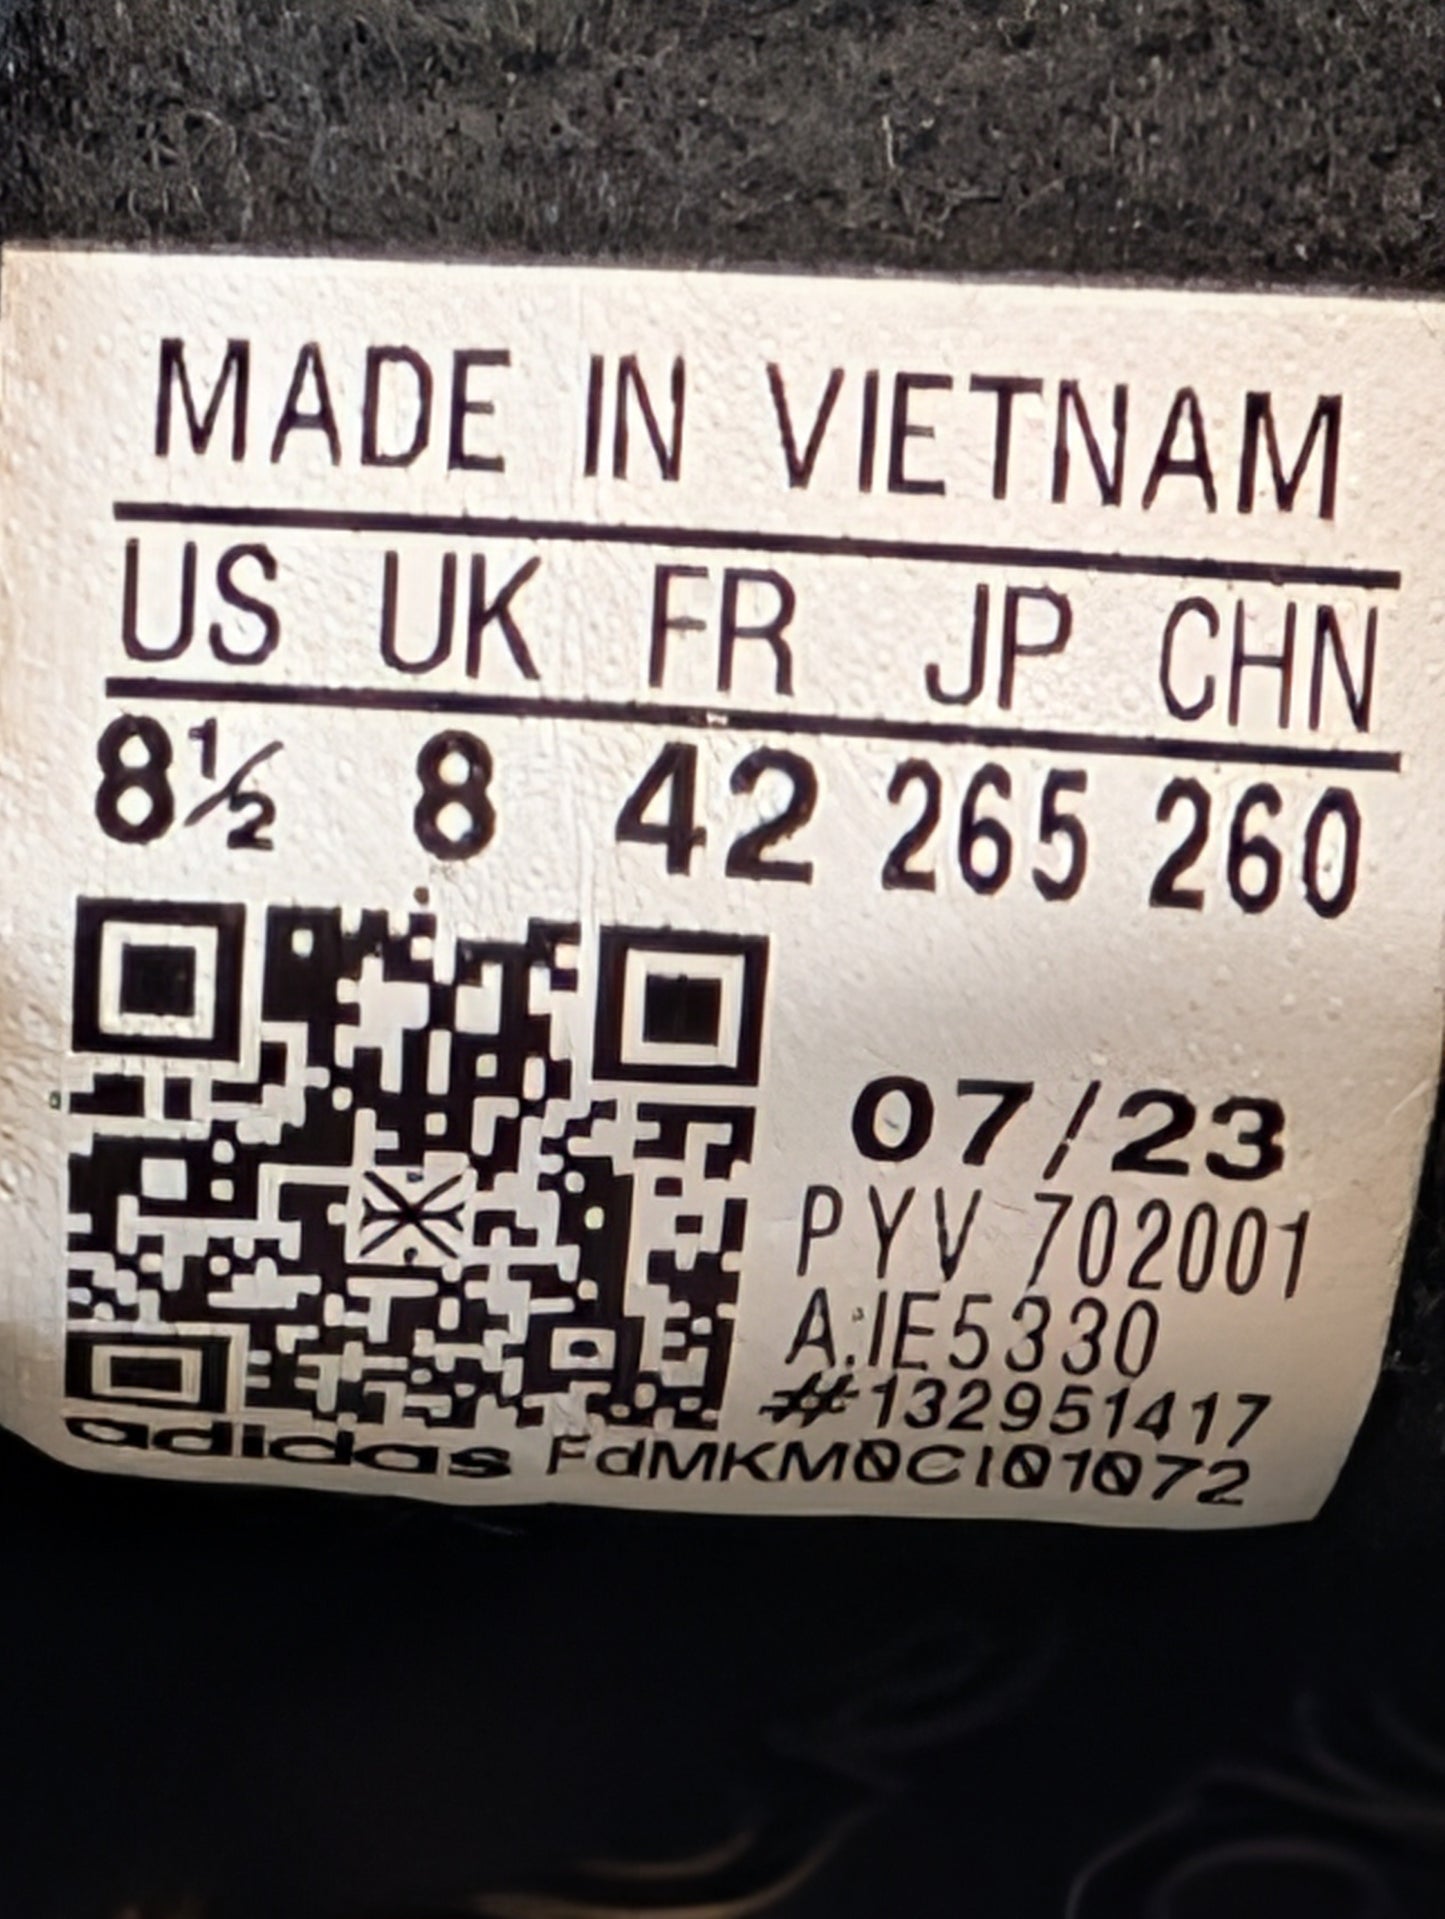 MADE IN VIETNAM
US UK FR JP CHN
8½ 8 42 265 260
07/23
PYV 702001
A.IE5330
#132951417
adidas FdMKM0CI01072